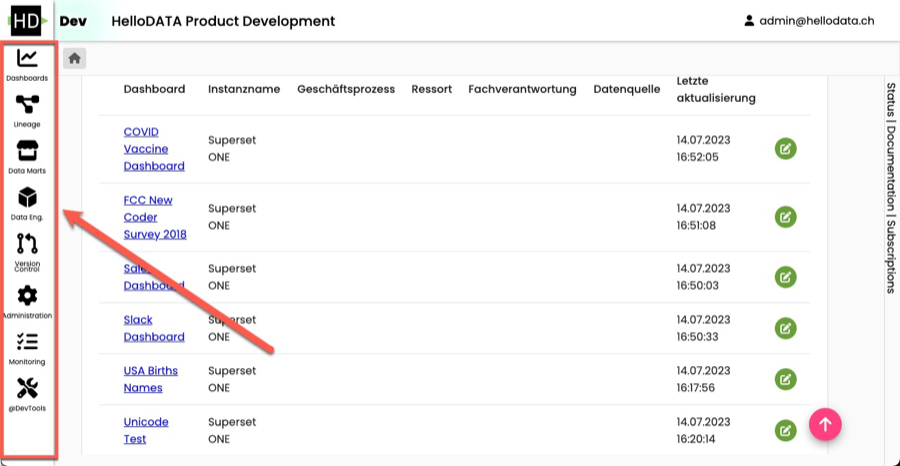 HD Dev HelloDATA Product Development admin@hellodata.ch
Dashboards
Lineage
Data Marts
Data Eng.
Version
Control
Administration
Monitoring
@DevTools
Dashboard Instanzname Geschäftsprozess Ressort Fachverantwortung Datenquelle Letzte
aktualisierung
COVID
Vaccine
Dashboard
Superset
ONE
14.07.2023
16:52:05
FCC New
Coder
Survey 2018
Superset
ONE
14.07.2023
16:51:08
Dashboard
Superset
ONE
14.07.2023
16:50:03
Slack
Dashboard
Superset
ONE
14.07.2023
16:50:33
USA Births
Names
Superset
ONE
14.07.2023
16:17:56
Unicode
Test
Superset
ONE
14.07.2023
16:20:14
Status | Documentation | Subscriptions